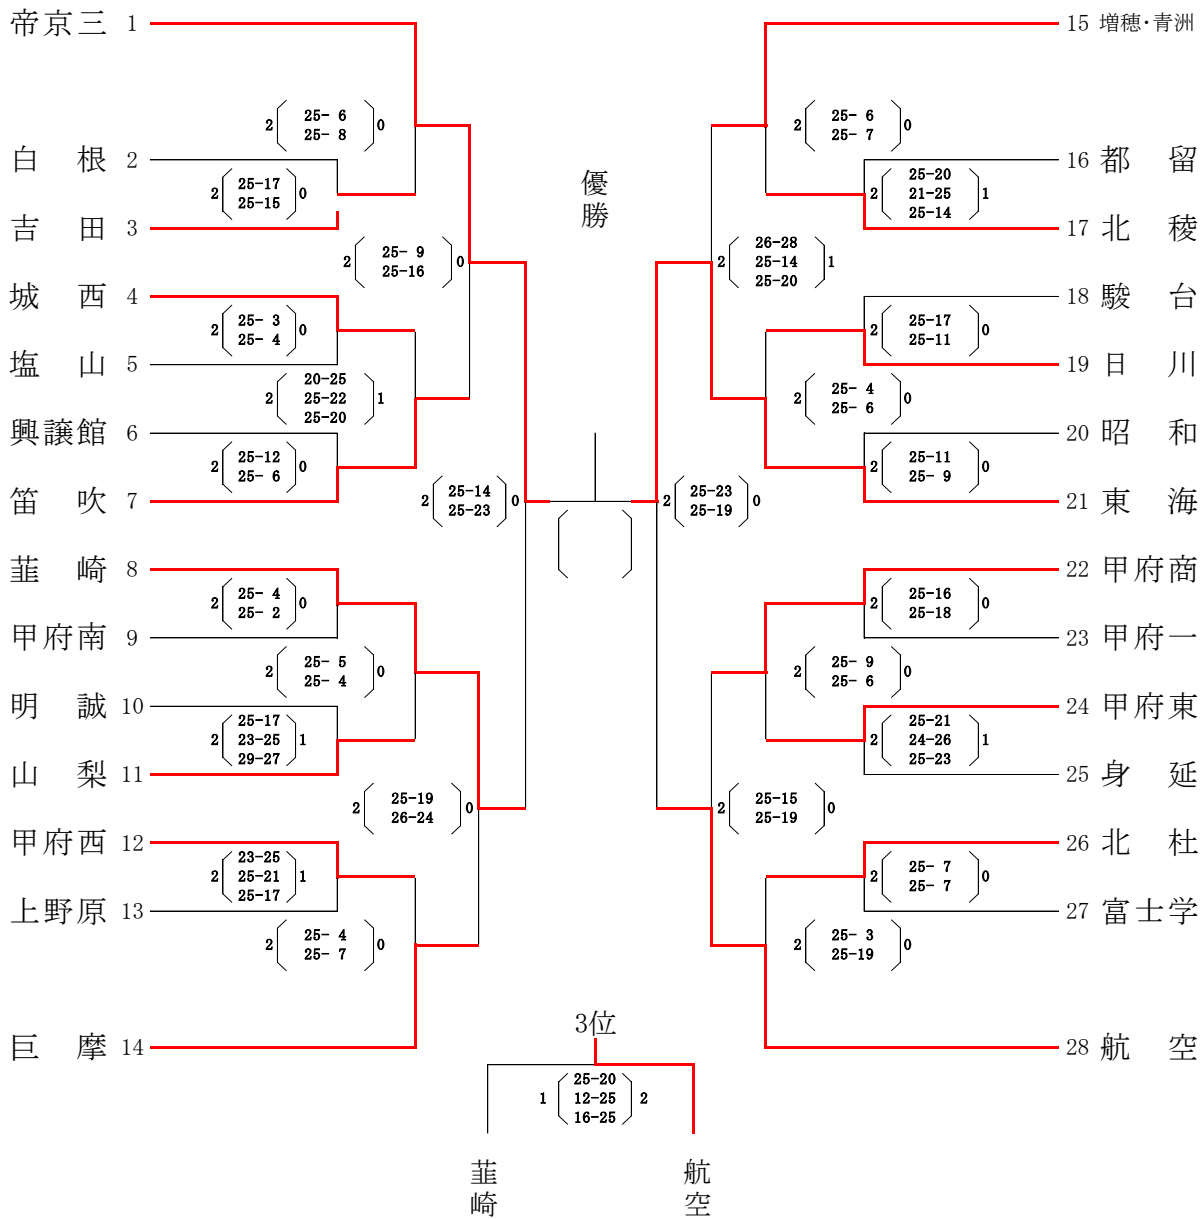 帝京三 1
2 25- 6 0
25- 8
白根 2
2 25-17 0
25-15
吉田 3
2 25- 9 0
25-16
城西 4
2 25- 3 0
25- 4
塩山 5
2 20-25 1
25-22
25-20
興譲館 6
2 25-12 0
25- 6
笛吹 7
2 25-14 0
25-23
韮崎 8
2 25- 4 0
25- 2
甲府南 9
2 25- 5 0
25- 4
明誠 10
2 25-17 1
23-25
29-27
山梨 11
2 25-19 0
26-24
甲府西 12
2 23-25 1
25-21
25-17
上野原 13
2 25- 4 0
25- 7
巨摩 14
優勝
15 増穂・青洲
2 25- 6 0
25- 7
16 都留
2 25-20 1
21-25
25-14
17 北稜
2 26-28 1
25-14
25-20
18 駿台
2 25-17 0
25-11
19 日川
2 25- 4 0
25- 6
20 昭和
2 25-11 0
25- 9
21 東海
2 25-23 0
25-19
22 甲府商
2 25-16 0
25-18
23 甲府一
2 25- 9 0
25- 6
24 甲府東
2 25-21 1
24-26
25-23
25 身延
2 25-15 0
25-19
26 北杜
2 25- 7 0
25- 7
27 富士学
2 25- 3 0
25-19
28 航空
3位
1 25-20 2
12-25
16-25
韮崎
航空